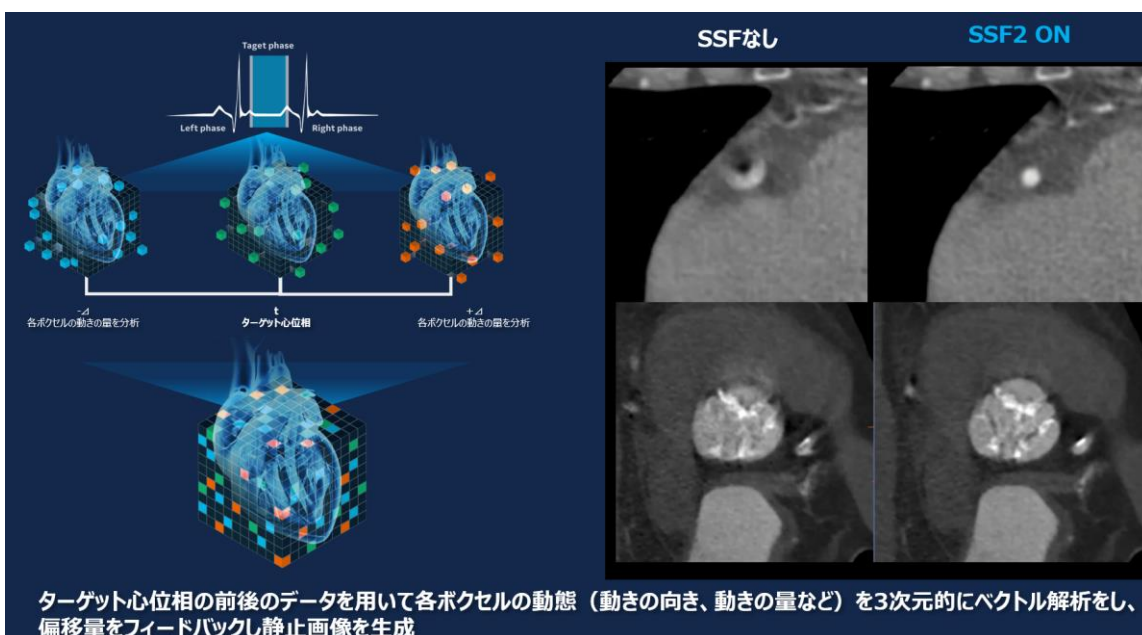 SSFなし
SSF2 ON
Taget phase
Left phase
Right phase
-⊿
各ボクセルの動きの量を分析
t
ターゲット心位相
+⊿
各ボクセルの動きの量を分析
ターゲット心位相の前後のデータを用いて各ボクセルの動態（動きの向き、動きの量など）を3次元的にベクトル解析をし、
偏移量をフィードバックし静止画像を生成